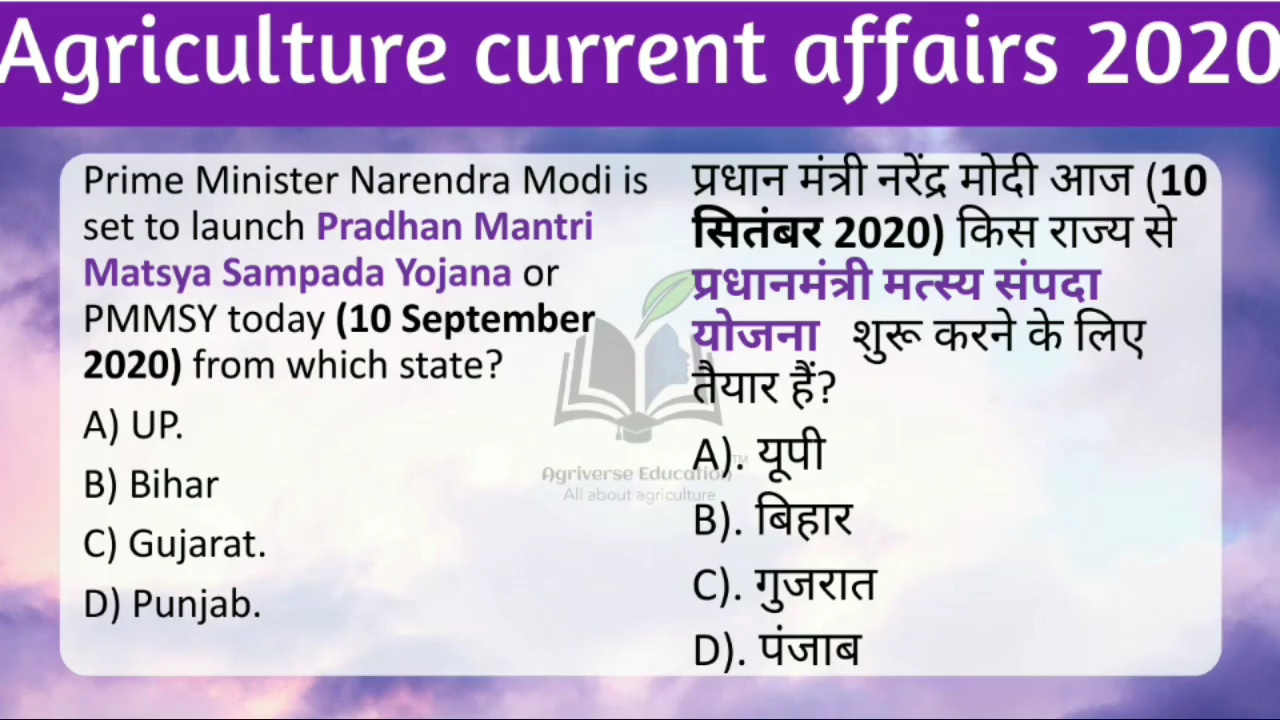 Agriculture current affairs 2020
Prime Minister Narendra Modi is
set to launch Pradhan Mantri
Matsya Sampada Yojana or
PMMSY today (10 September
2020) from which state?
A) UP.
B) Bihar
C) Gujarat.
D) Punjab.
प्रधान मंत्री नरेंद्र मोदी आज (10
सितंबर 2020) किस राज्य से
प्रधानमंत्री मत्स्य संपदा
योजना शुरू करने के लिए
तैयार हैं?
A). यूपी
B). बिहार
C). गुजरात
D). पंजाब
Agriverse Education™
All about agriculture